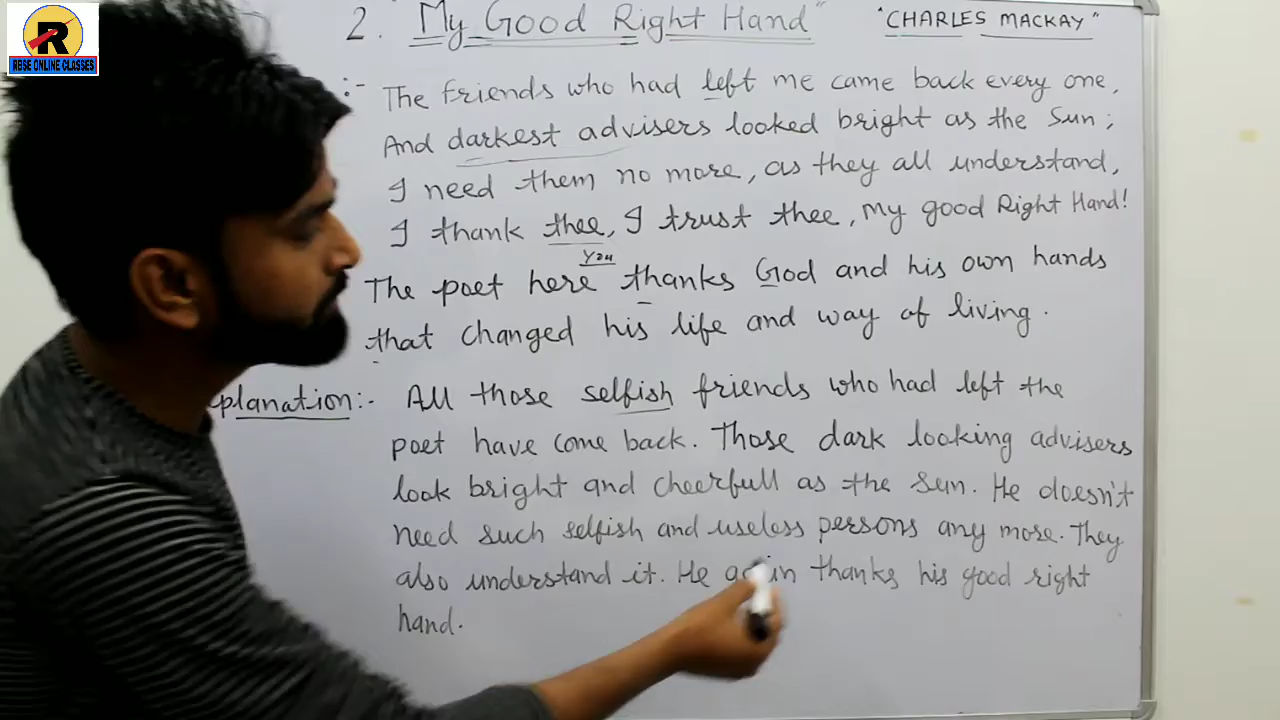 R
RBSE ONLINE CLASSES
2. "My Good Right Hand" "CHARLES MACKAY"
:- The friends who had left me came back every one,
And darkest advisers looked bright as the Sun;
I need them no more, as they all understand,
I thank thee, I trust thee, My good Right Hand!
You
The poet here thanks God and his own hands
that changed his life and way of living.
planation:- All those selfish friends who had left the
poet have come back. Those dark looking advisers
look bright and cheerfull as the Sun. He doesn't
need such selfish and useless persons any more. They
also understand it. He again thanks his good right
hand.